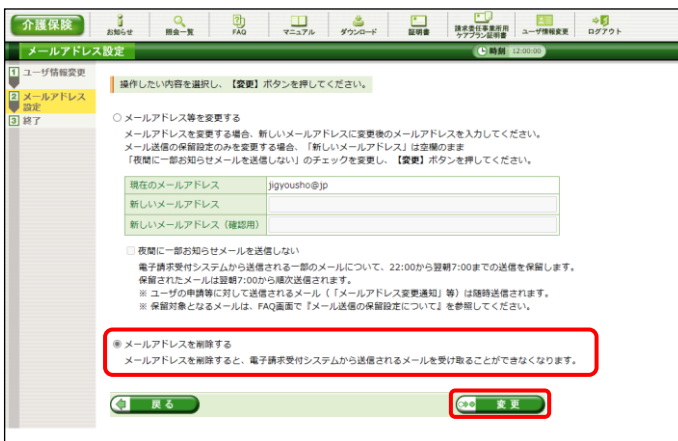 介護保険
お知らせ
照会一覧
FAQ
マニュアル
ダウンロード
証明書
請求委任事業所用
ケアプラン証明書
ユーザ情報変更
ログアウト
メールアドレス設定
時刻 12:00:00
1 ユーザ情報変更
2 メールアドレス
設定
3 終了
操作したい内容を選択し、【変更】ボタンを押してください。
メールアドレス等を変更する
メールアドレスを変更する場合、新しいメールアドレスに変更後のメールアドレスを入力してください。
メール送信の保留設定のみを変更する場合、「新しいメールアドレス」は空欄のまま
「夜間に一部お知らせメールを送信しない」のチェックを変更し、【変更】ボタンを押してください。
現在のメールアドレス jigyousho@jp
新しいメールアドレス
新しいメールアドレス（確認用）
夜間に一部お知らせメールを送信しない
電子請求受付システムから送信される一部のメールについて、22:00から翌朝7:00までの送信を保留します。
保留されたメールは翌朝7:00から順次送信されます。
※ ユーザの申請等に対して送信されるメール（「メールアドレス変更通知」等）は随時送信されます。
※ 保留対象となるメールは、FAQ画面で『メール送信の保留設定について』を参照してください。
メールアドレスを削除する
メールアドレスを削除すると、電子請求受付システムから送信されるメールを受け取ることができなくなります。
戻る
変更